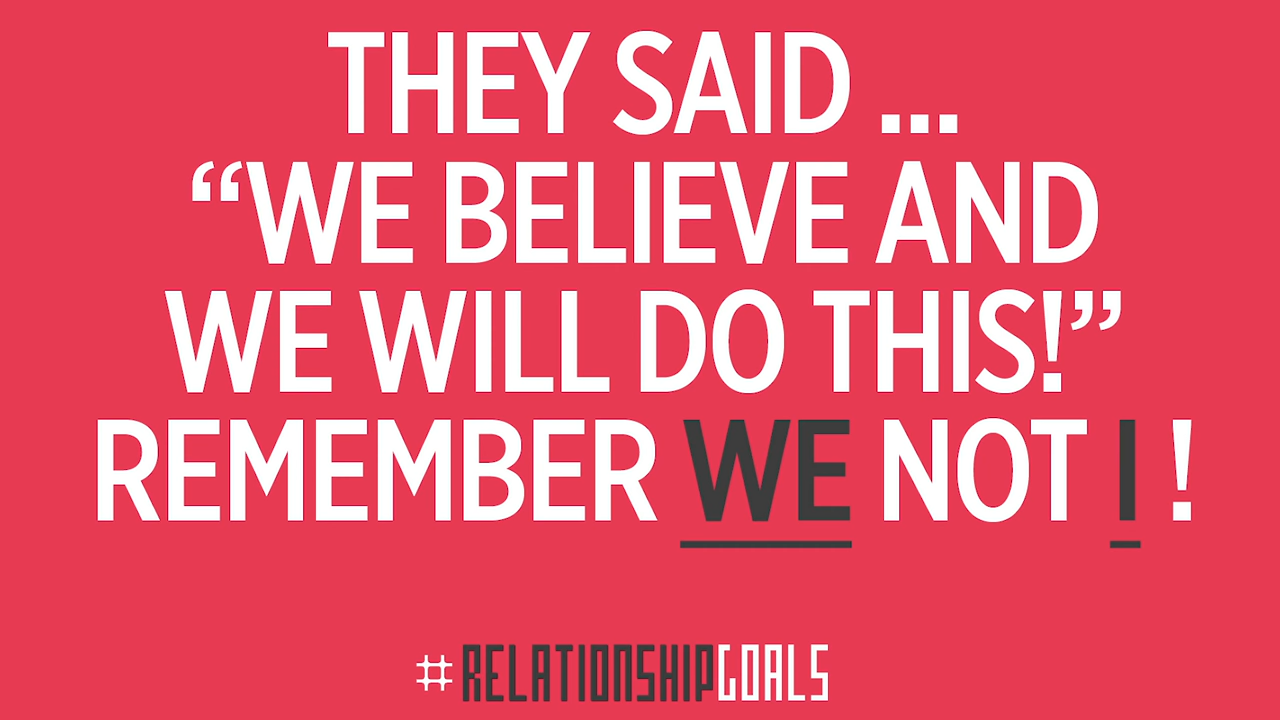 THEY SAID ...
“WE BELIEVE AND
WE WILL DO THIS!”
REMEMBER WE NOT I !
#RELATIONSHIPGOALS